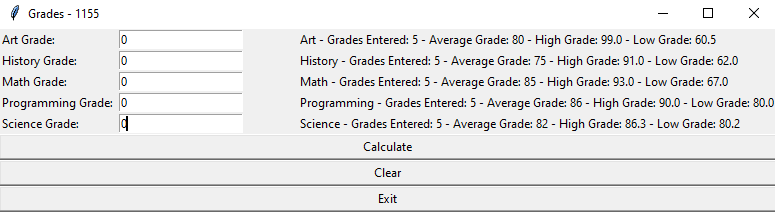 Grades - 1155
Art Grade: 0 Art - Grades Entered: 5 - Average Grade: 80 - High Grade: 99.0 - Low Grade: 60.5
History Grade: 0 History - Grades Entered: 5 - Average Grade: 75 - High Grade: 91.0 - Low Grade: 62.0
Math Grade: 0 Math - Grades Entered: 5 - Average Grade: 85 - High Grade: 93.0 - Low Grade: 67.0
Programming Grade: 0 Programming - Grades Entered: 5 - Average Grade: 86 - High Grade: 90.0 - Low Grade: 80.0
Science Grade: 0 Science - Grades Entered: 5 - Average Grade: 82 - High Grade: 86.3 - Low Grade: 80.2
Calculate
Clear
Exit